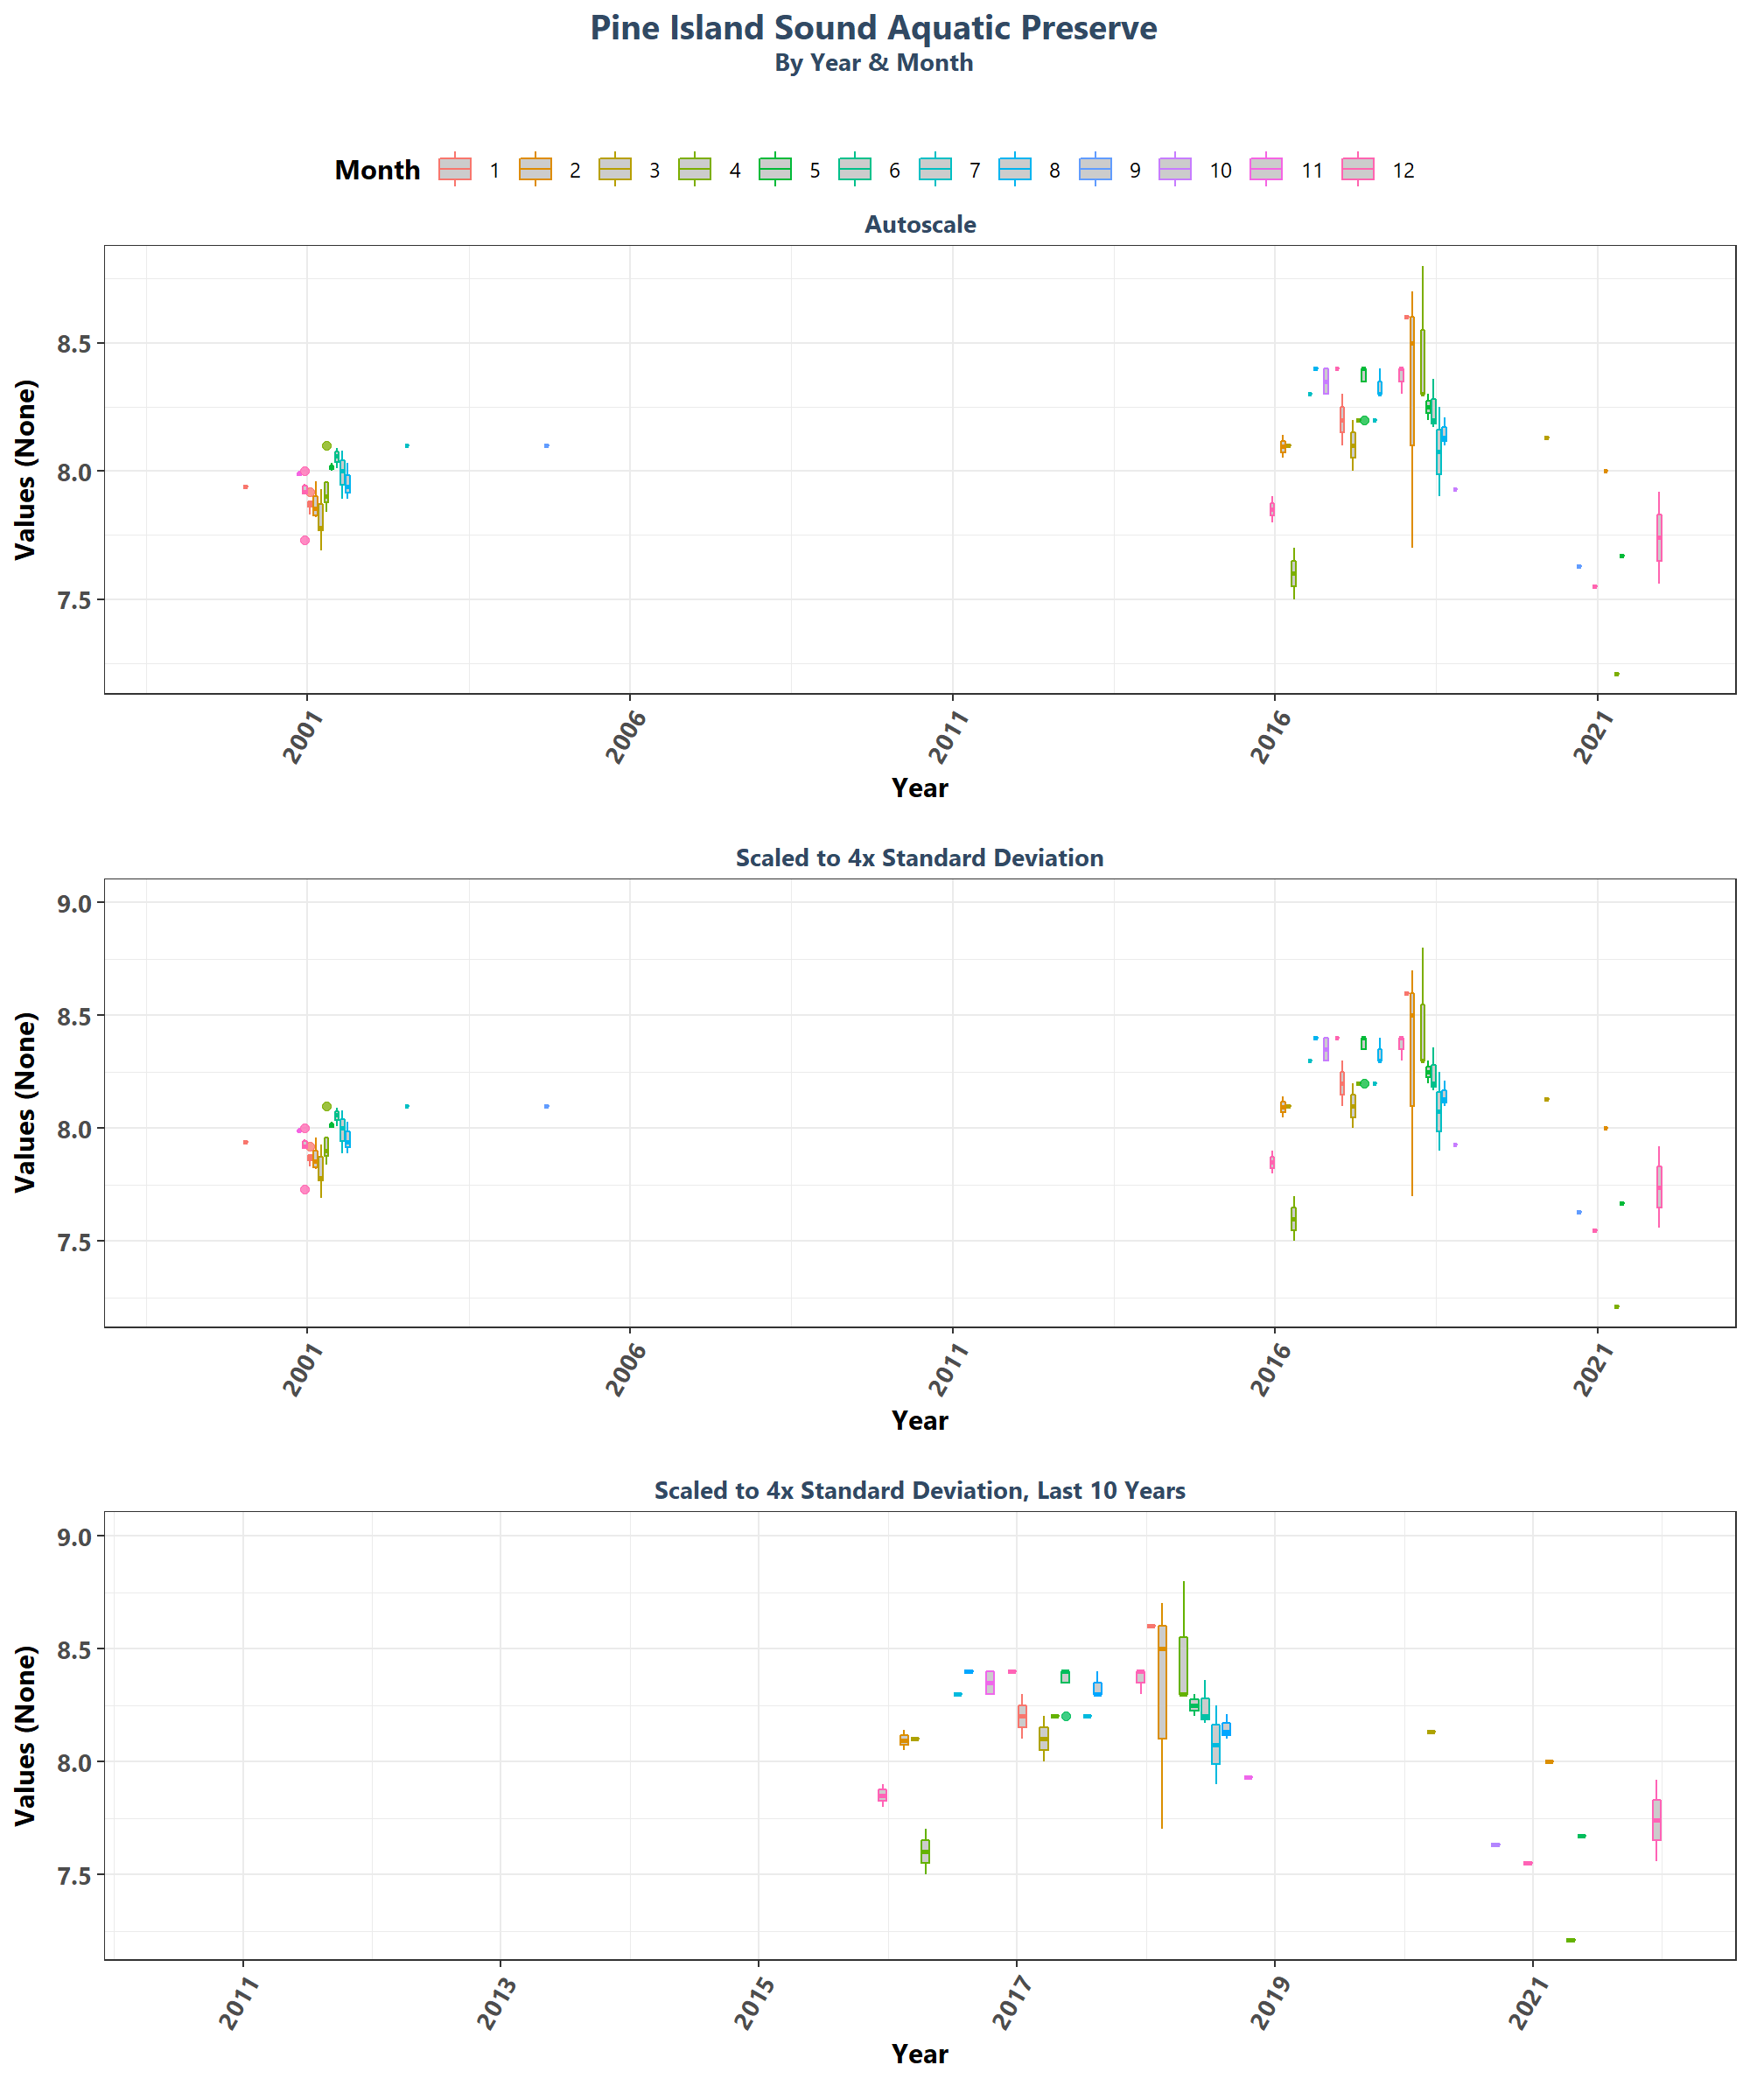 Pine Island Sound Aquatic Preserve
By Year & Month
Month 1 2 3 4 5 6 7 8 9 10 11 12
Autoscale
Values (None)
8.5
8.0
7.5
2001 2006 2011 2016 2021
Year
Scaled to 4x Standard Deviation
Values (None)
9.0
8.5
8.0
7.5
2001 2006 2011 2016 2021
Year
Scaled to 4x Standard Deviation, Last 10 Years
Values (None)
9.0
8.5
8.0
7.5
2011 2013 2015 2017 2019 2021
Year